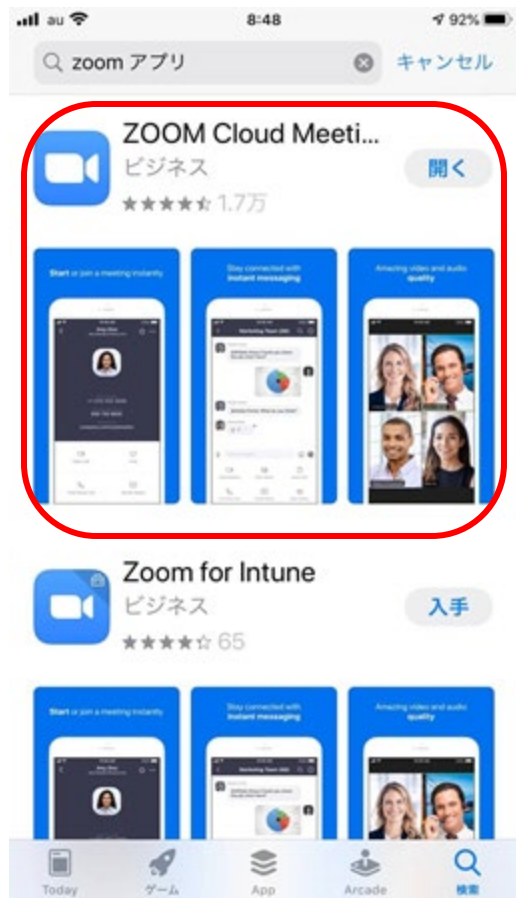 au
8:48
92%
zoom アプリ
キャンセル
ZOOM Cloud Meeti...
ビジネス
開く
1.7万
Start or join a meeting instantly
Stay connected with
instant messaging
Amazing video and audio
quality
Zoom for Intune
ビジネス
入手
65
Start or join a meeting instantly
Stay connected with
instant messaging
Amazing video and audio
quality
Today
ゲーム
App
Arcade
検索